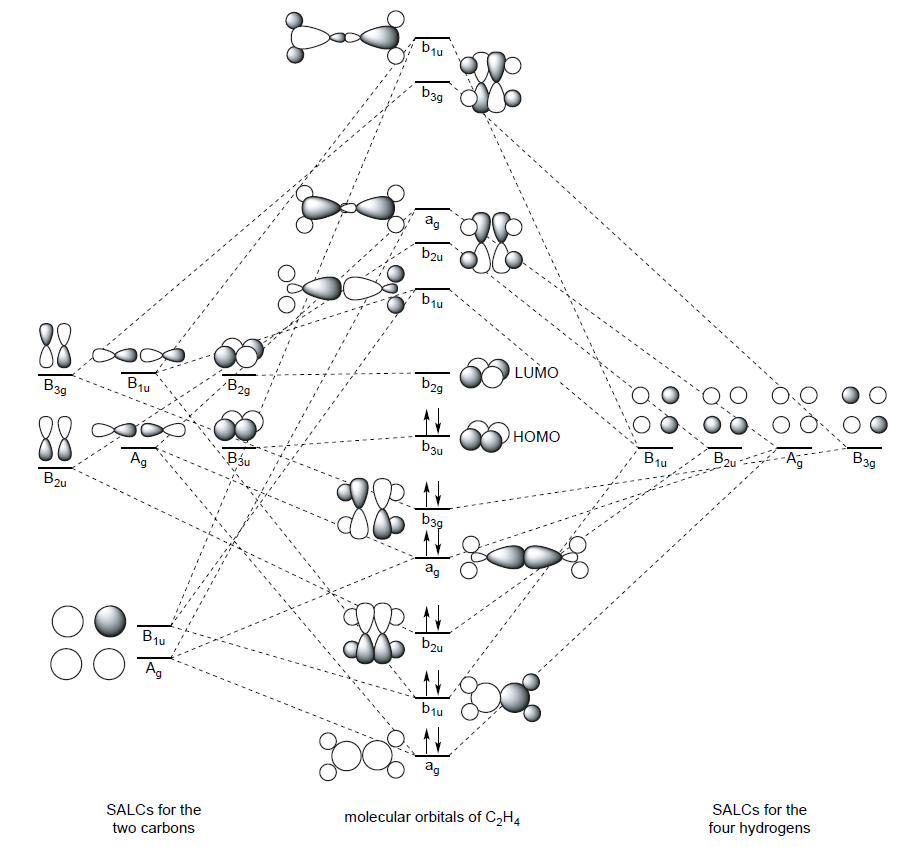 b1u
b3g
ag
b2u
b1u
B3g
B1u
B2g
b2g
LUMO
B2u
Ag
B3u
b3u
HOMO
B1u
B2u
Ag
B3g
b3g
ag
B1u
Ag
b2u
b1u
ag
SALCs for the
two carbons
molecular orbitals of C2H4
SALCs for the
four hydrogens